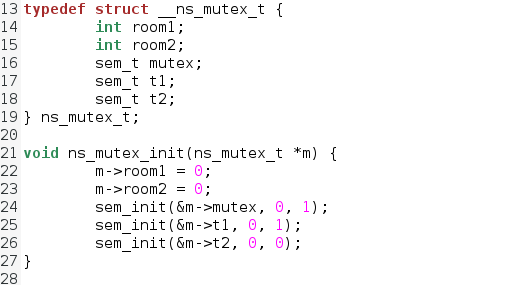 13 typedef struct __ns_mutex_t {
14         int room1;
15         int room2;
16         sem_t mutex;
17         sem_t t1;
18         sem_t t2;
19 } ns_mutex_t;
20
21 void ns_mutex_init(ns_mutex_t *m) {
22         m->room1 = 0;
23         m->room2 = 0;
24         sem_init(&m->mutex, 0, 1);
25         sem_init(&m->t1, 0, 1);
26         sem_init(&m->t2, 0, 0);
27 }
28